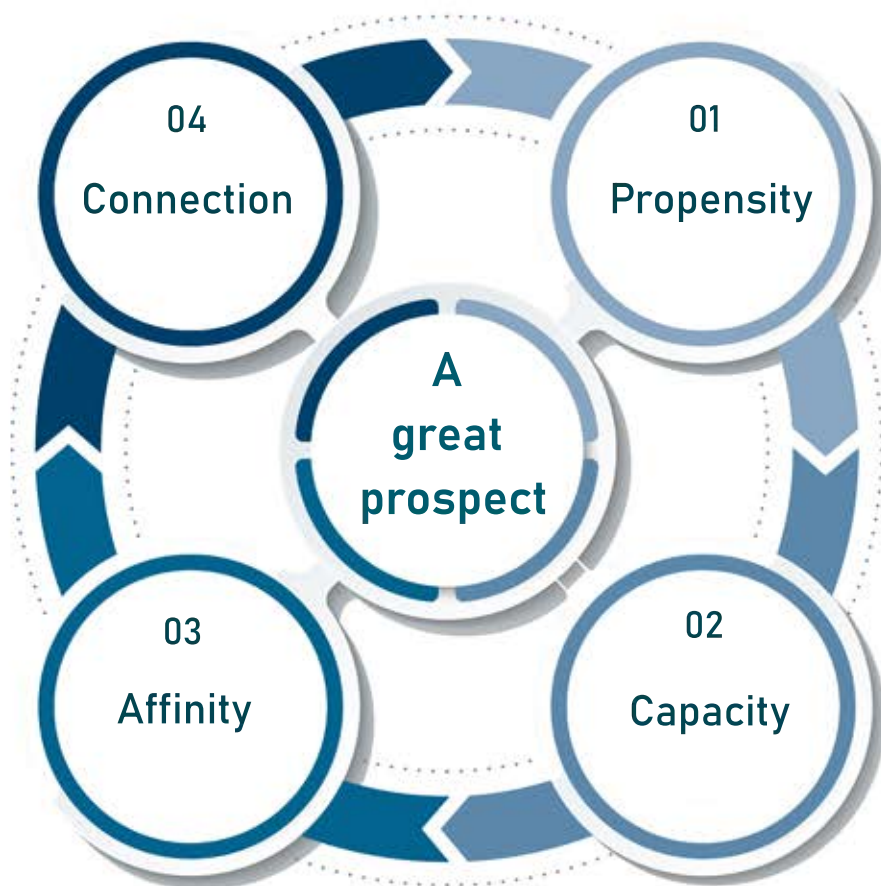 04
Connection
01
Propensity
A
great
prospect
03
Affinity
02
Capacity